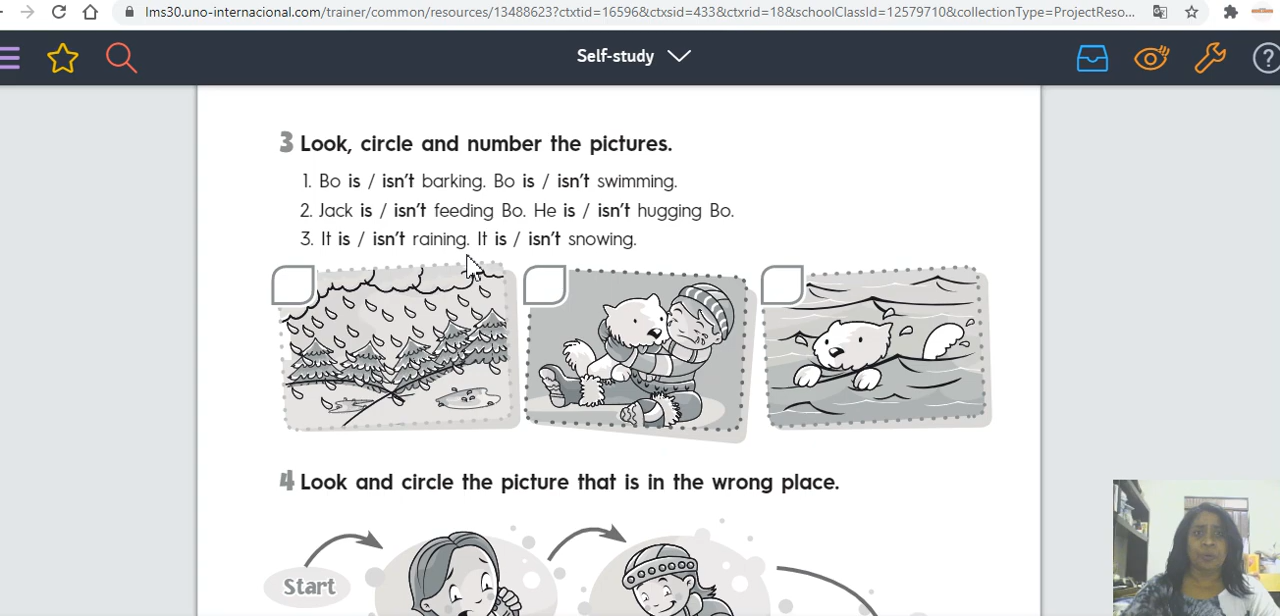 lms30.uno-internacional.com/trainer/common/resources/13488623?ctxtid=16596&ctxsid=433&ctxrid=18&schoolClassId=12579710&collectionType=ProjectReso...
Self-study
?
3 Look, circle and number the pictures.
1. Bo is / isn't barking. Bo is / isn't swimming.
2. Jack is / isn't feeding Bo. He is / isn't hugging Bo.
3. It is / isn't raining. It is / isn't snowing.
4 Look and circle the picture that is in the wrong place.
Start